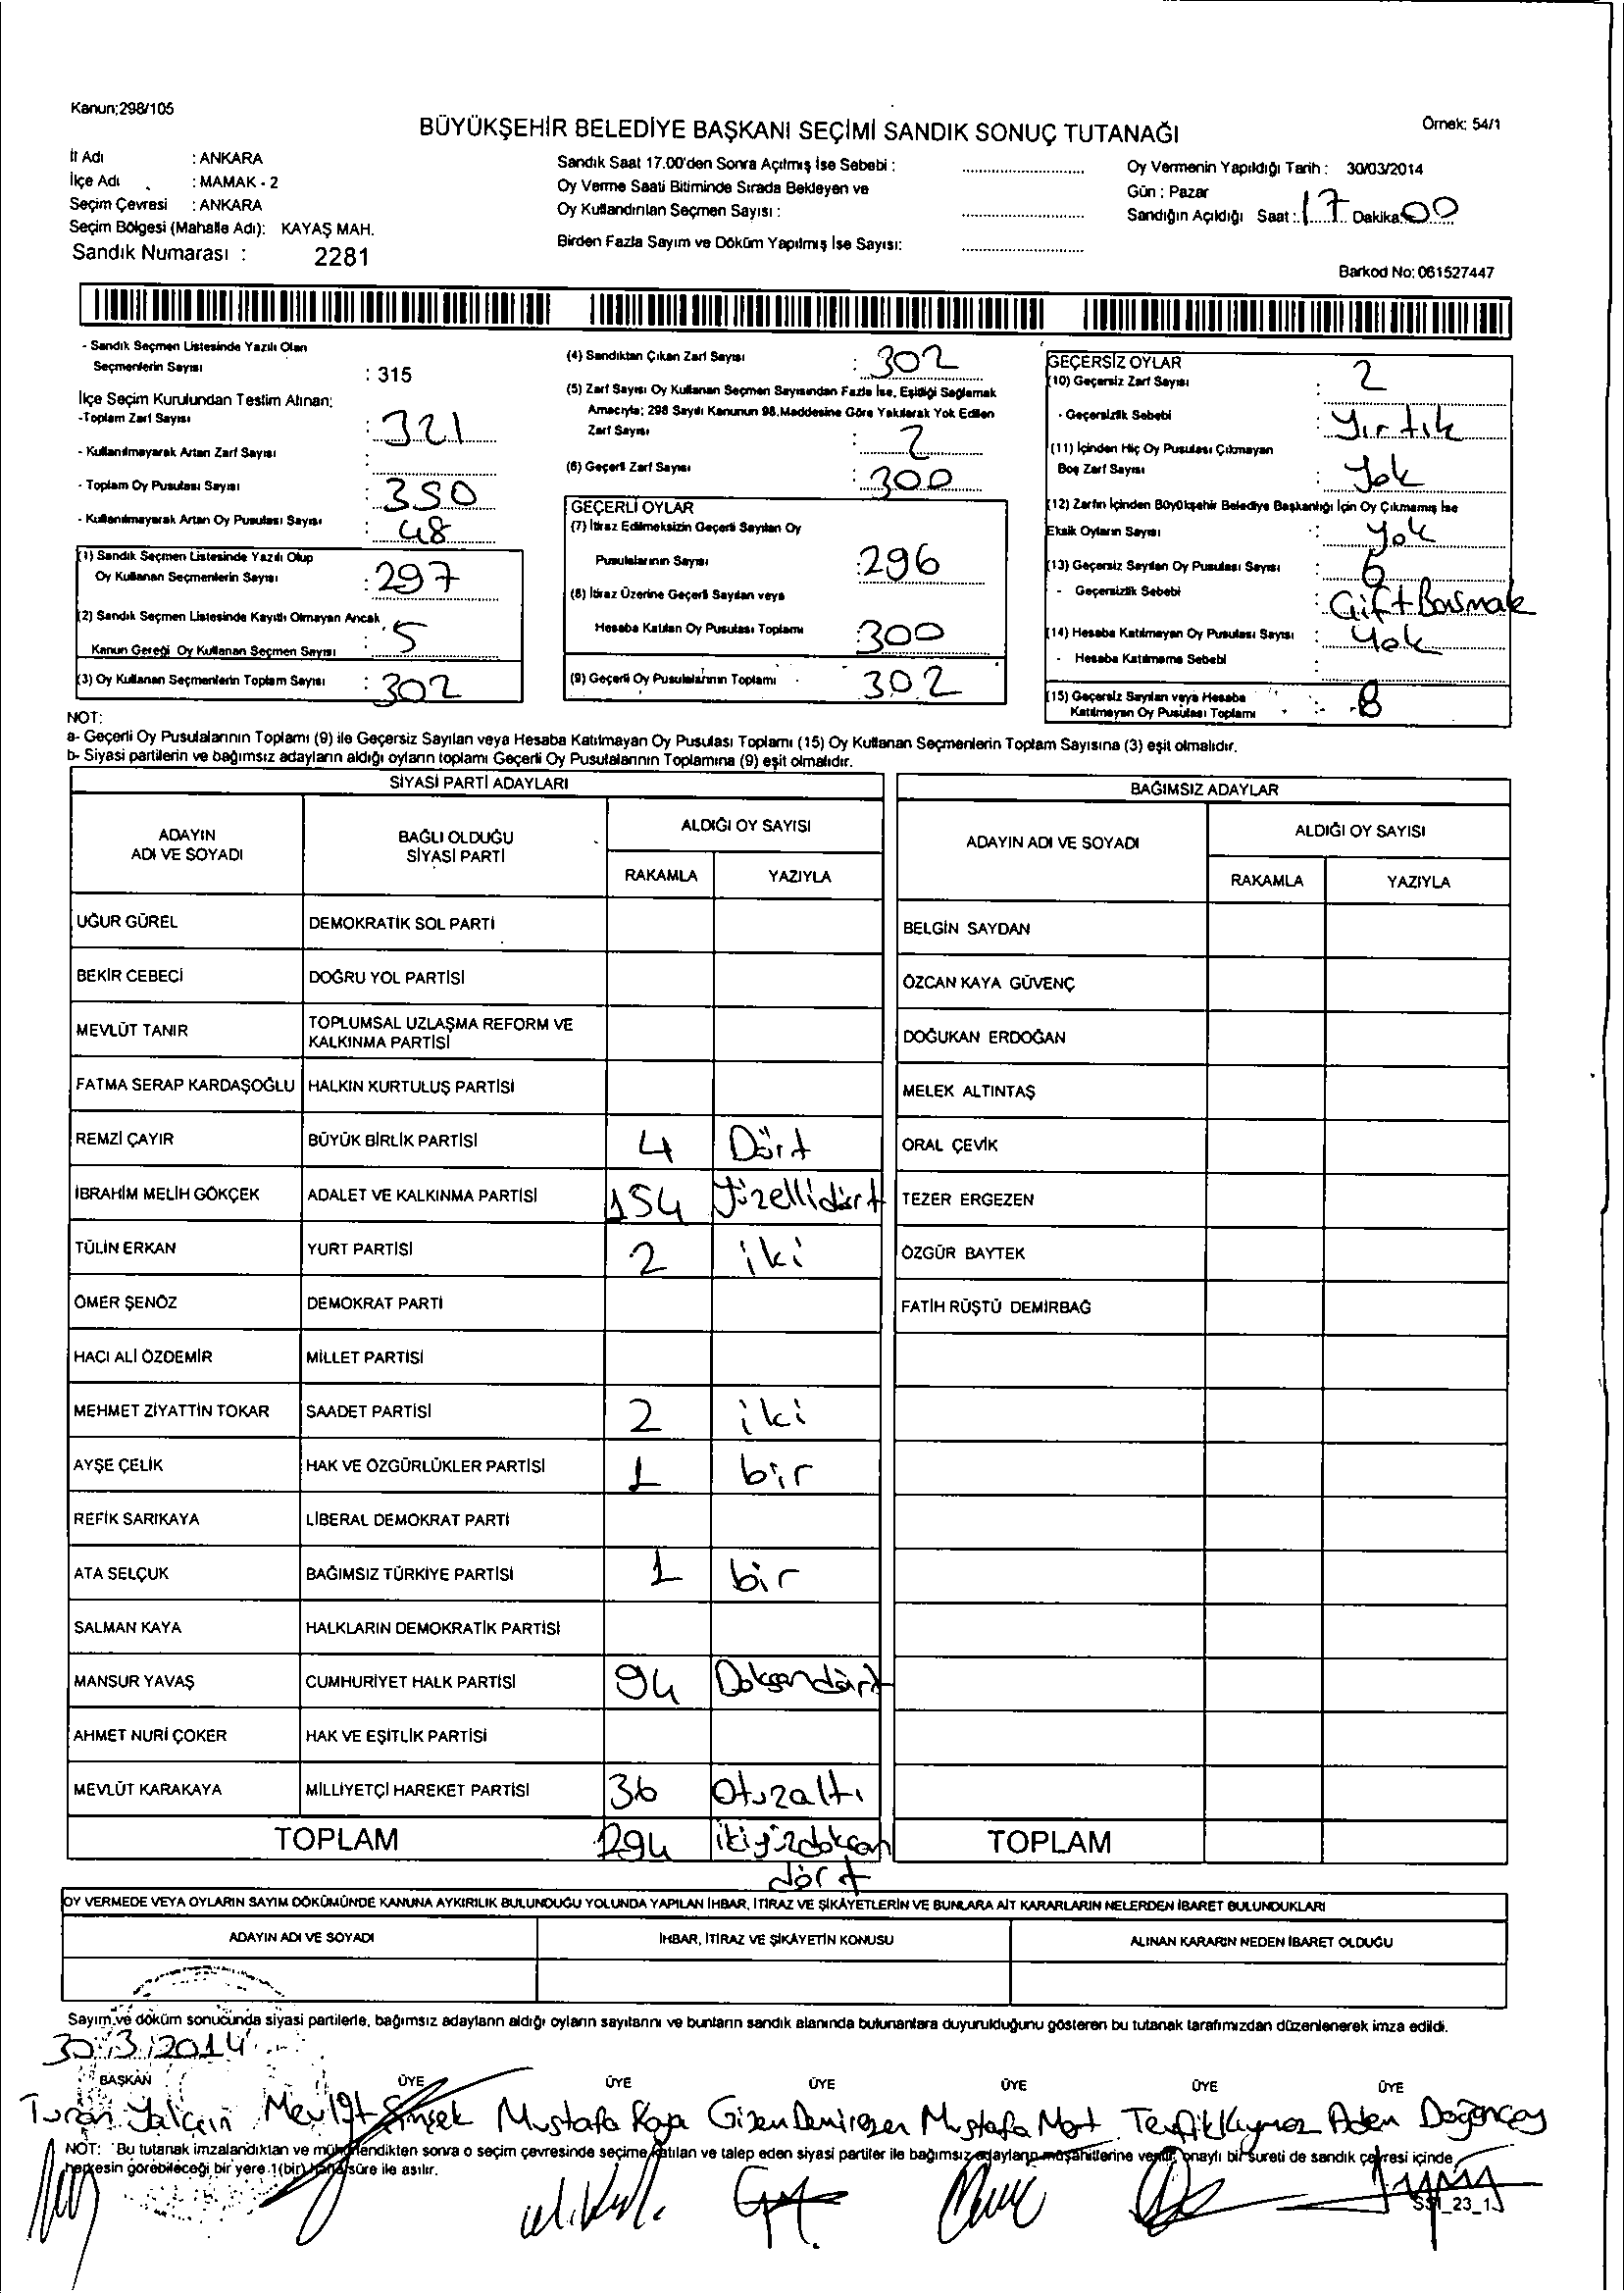 Kanun;298/105
Örnek: 54/1
BÜYÜKŞEHİR BELEDİYE BAŞKANI SEÇİMİ SANDIK SONUÇ TUTANAĞI
İl Adı : ANKARA
İlçe Adı : MAMAK - 2
Seçim Çevresi : ANKARA
Seçim Bölgesi (Mahalle Adı): KAYAŞ MAH.
Sandık Numarası : 2281
Sandık Saat 17.00'den Sonra Açılmış İse Sebebi :
Oy Verme Saati Bitiminde Sırada Bekleyen ve
Oy Kullandırılan Seçmen Sayısı :
Birden Fazla Sayım ve Döküm Yapılmış İse Sayısı:
Oy Vermenin Yapıldığı Tarih : 30/03/2014
Gün : Pazar
Sandığın Açıldığı Saat : 17 Dakika: 00
Barkod No: 061527447
- Sandık Seçmen Listesinde Yazılı Olan
Seçmenlerin Sayısı : 315
İlçe Seçim Kurulundan Teslim Alınan:
-Toplam Zarf Sayısı : 321
- Kullanılmayarak Artan Zarf Sayısı :
- Toplam Oy Pusulası Sayısı : 350
- Kullanılmayarak Artan Oy Pusulası Sayısı : 48
(1) Sandık Seçmen Listesinde Yazılı Olup
Oy Kullanan Seçmenlerin Sayısı : 297
(2) Sandık Seçmen Listesinde Kayıtlı Olmayan Ancak
Kanun Gereği Oy Kullanan Seçmen Sayısı : 5
(3) Oy Kullanan Seçmenlerin Toplam Sayısı : 302
(4) Sandıktan Çıkan Zarf Sayısı : 302
(5) Zarf Sayısı Oy Kullanan Seçmen Sayısından Fazla İse, Eşitliği Sağlamak
Amacıyla; 298 Sayılı Kanunun 98.Maddesine Göre Yakılarak Yok Edilen
Zarf Sayısı : 2
(6) Geçerli Zarf Sayısı : 300
GEÇERLİ OYLAR
(7) İtiraz Edilmeksizin Geçerli Sayılan Oy
Pusulalarının Sayısı : 296
(8) İtiraz Üzerine Geçerli Sayılan veya
Hesaba Katılan Oy Pusulası Toplamı : 300
(9) Geçerli Oy Pusulalarının Toplamı : 302
GEÇERSİZ OYLAR
(10) Geçersiz Zarf Sayısı : 2
- Geçersizlik Sebebi : Yırtık
(11) İçinden Hiç Oy Pusulası Çıkmayan
Boş Zarf Sayısı : Yok
(12) Zarfın İçinden Büyükşehir Belediye Başkanlığı İçin Oy Çıkmamış İse
Eksik Oyların Sayısı : Yok
(13) Geçersiz Sayılan Oy Pusulası Sayısı : 6
- Geçersizlik Sebebi : Çift Basmak
(14) Hesaba Katılmayan Oy Pusulası Sayısı : Yok
- Hesaba Katılmama Sebebi :
(15) Geçersiz Sayılan veya Hesaba
Katılmayan Oy Pusulası Toplamı : 8
NOT:
a- Geçerli Oy Pusulalarının Toplamı (9) ile Geçersiz Sayılan veya Hesaba Katılmayan Oy Pusulası Toplamı (15) Oy Kullanan Seçmenlerin Toplam Sayısına (3) eşit olmalıdır.
b- Siyasi partilerin ve bağımsız adayların aldığı oyların toplamı Geçerli Oy Pusulalarının Toplamına (9) eşit olmalıdır.
SİYASİ PARTİ ADAYLARI
ADAYIN ADI VE SOYADI BAĞLI OLDUĞU SİYASİ PARTİ ALDIĞI OY SAYISI
RAKAMLA YAZIYLA
UĞUR GÜREL DEMOKRATİK SOL PARTİ
BEKİR CEBECİ DOĞRU YOL PARTİSİ
MEVLÜT TANIR TOPLUMSAL UZLAŞMA REFORM VE KALKINMA PARTİSİ
FATMA SERAP KARDAŞOĞLU HALKIN KURTULUŞ PARTİSİ
REMZİ ÇAYIR BÜYÜK BİRLİK PARTİSİ 4 Dört
İBRAHİM MELİH GÖKÇEK ADALET VE KALKINMA PARTİSİ 154 Yüzellidört
TÜLİN ERKAN YURT PARTİSİ 2 iki
ÖMER ŞENÖZ DEMOKRAT PARTİ
HACI ALİ ÖZDEMİR MİLLET PARTİSİ
MEHMET ZİYATTİN TOKAR SAADET PARTİSİ 2 iki
AYŞE ÇELİK HAK VE ÖZGÜRLÜKLER PARTİSİ 1 bir
REFİK SARIKAYA LİBERAL DEMOKRAT PARTİ
ATA SELÇUK BAĞIMSIZ TÜRKİYE PARTİSİ 1 bir
SALMAN KAYA HALKLARIN DEMOKRATİK PARTİSİ
MANSUR YAVAŞ CUMHURİYET HALK PARTİSİ 94 Doksandört
AHMET NURİ ÇOKER HAK VE EŞİTLİK PARTİSİ
MEVLÜT KARAKAYA MİLLİYETÇİ HAREKET PARTİSİ 36 Otuzaltı
TOPLAM 294 ikiyüzdoksan dört
BAĞIMSIZ ADAYLAR
ADAYIN ADI VE SOYADI ALDIĞI OY SAYISI
RAKAMLA YAZIYLA
BELGİN SAYDAN
ÖZCAN KAYA GÜVENÇ
DOĞUKAN ERDOĞAN
MELEK ALTINTAŞ
ORAL ÇEVİK
TEZER ERGEZEN
ÖZGÜR BAYTEK
FATİH RÜŞTÜ DEMİRBAĞ
TOPLAM
OY VERMEDE VEYA OYLARIN SAYIM DÖKÜMÜNDE KANUNA AYKIRILIK BULUNDUĞU YOLUNDA YAPILAN İHBAR, İTİRAZ VE ŞİKÂYETLERİN VE BUNLARA AİT KARARLARIN NELERDEN İBARET BULUNDUKLARI
ADAYIN ADI VE SOYADI İHBAR, İTİRAZ VE ŞİKÂYETİN KONUSU ALINAN KARARIN NEDEN İBARET OLDUĞU
Sayım ve döküm sonucunda siyasi partilerle, bağımsız adayların aldığı oyların sayılarını ve bunların sandık alanında bulunanlara duyurulduğunu gösteren bu tutanak tarafımızdan düzenlenerek imza edildi.
30/3/2014
BAŞKAN ÜYE ÜYE ÜYE ÜYE ÜYE ÜYE
Turan Yalçın Mevlüt Şimşek Mustafa Kaya Gizen Demirezen Mustafa Mert Tevfik Kıymaz Aden Doğançay
NOT: Bu tutanak imzalandıktan ve mühürlendikten sonra o seçim çevresinde seçime katılan ve talep eden siyasi partiler ile bağımsız adayların müşahitlerine verilir, onaylı bir sureti de sandık çevresi içinde
herkesin görebileceği bir yere 1(bir) hafta süre ile asılır.
SS1_23_1